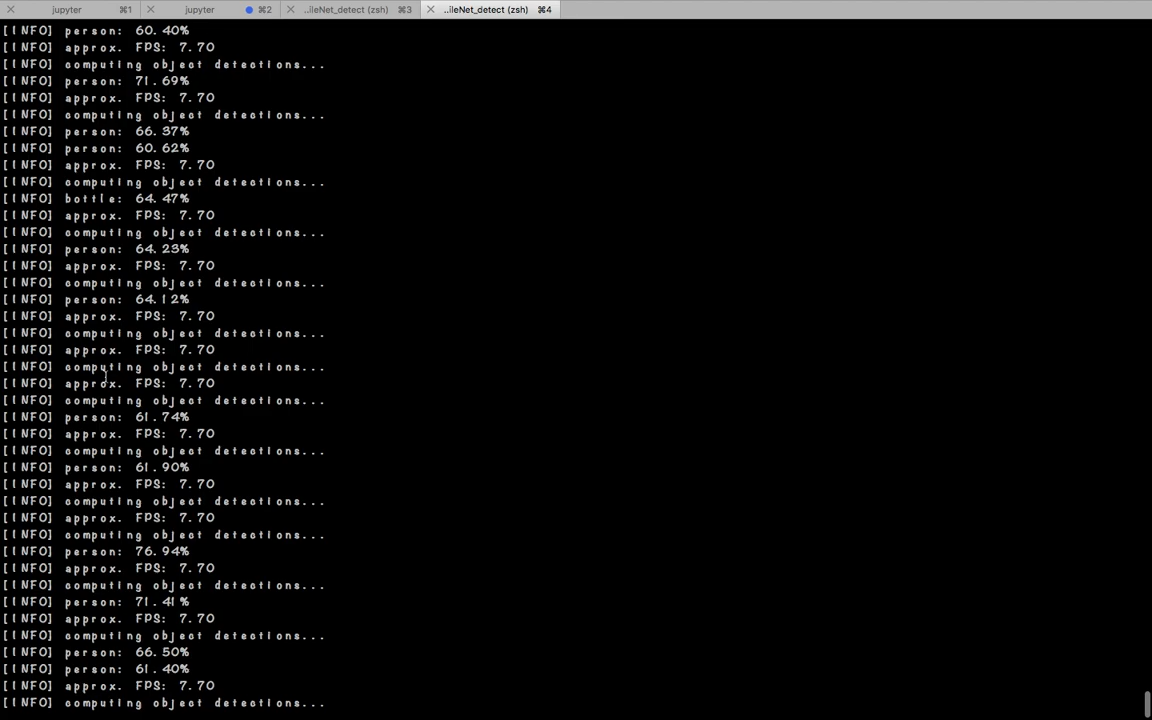 jupyter ⌘1 jupyter ⌘2 ..ileNet_detect (zsh) ⌘3 ..ileNet_detect (zsh) ⌘4
[INFO] person: 60.40%
[INFO] approx. FPS: 7.70
[INFO] computing object detections...
[INFO] person: 71.69%
[INFO] approx. FPS: 7.70
[INFO] computing object detections...
[INFO] person: 66.37%
[INFO] person: 60.62%
[INFO] approx. FPS: 7.70
[INFO] computing object detections...
[INFO] bottle: 64.47%
[INFO] approx. FPS: 7.70
[INFO] computing object detections...
[INFO] person: 64.23%
[INFO] approx. FPS: 7.70
[INFO] computing object detections...
[INFO] person: 64.12%
[INFO] approx. FPS: 7.70
[INFO] computing object detections...
[INFO] approx. FPS: 7.70
[INFO] computing object detections...
[INFO] approx. FPS: 7.70
[INFO] computing object detections...
[INFO] person: 61.74%
[INFO] approx. FPS: 7.70
[INFO] computing object detections...
[INFO] person: 61.90%
[INFO] approx. FPS: 7.70
[INFO] computing object detections...
[INFO] approx. FPS: 7.70
[INFO] computing object detections...
[INFO] person: 76.94%
[INFO] approx. FPS: 7.70
[INFO] computing object detections...
[INFO] person: 71.41%
[INFO] approx. FPS: 7.70
[INFO] computing object detections...
[INFO] person: 66.50%
[INFO] person: 61.40%
[INFO] approx. FPS: 7.70
[INFO] computing object detections...